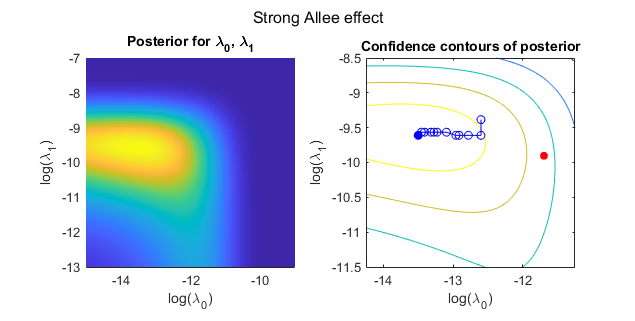 Strong Allee effect
Posterior for λ0, λ1
-7
-8
-9
-10
-11
-12
-13
-14
-12
-10
log(λ0)
log(λ1)
Confidence contours of posterior
-8.5
-9
-9.5
-10
-10.5
-11
-11.5
-14
-13
-12
log(λ0)
log(λ1)